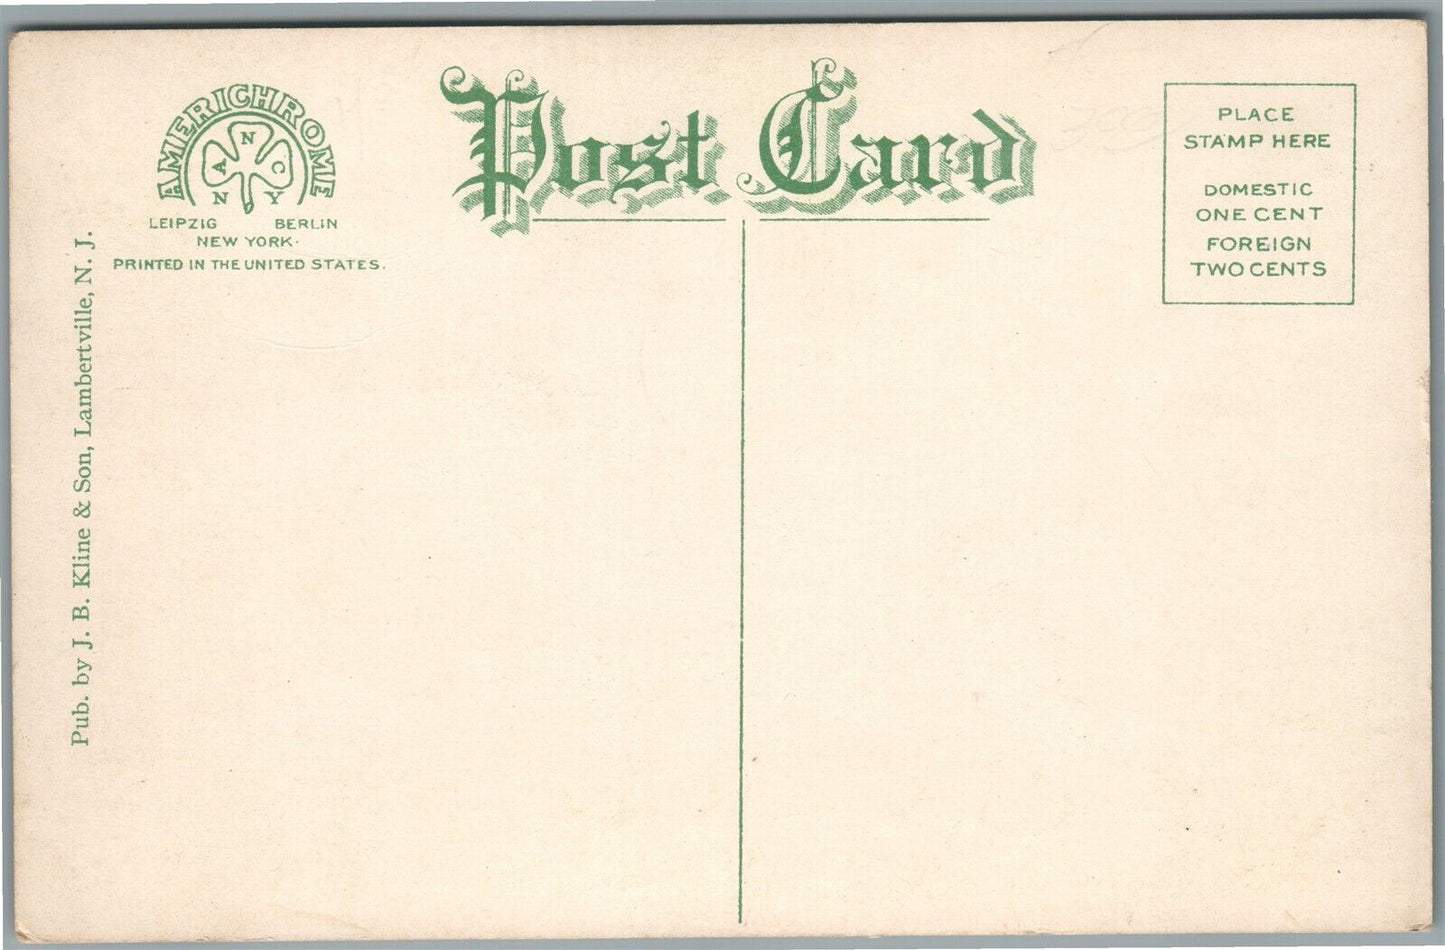 AMERICHROME
N
A C
N Y
LEIPZIG BERLIN
NEW YORK.
PRINTED IN THE UNITED STATES.
Post Card
PLACE
STAMP HERE
DOMESTIC
ONE CENT
FOREIGN
TWO CENTS
Pub. by J. B. Kline & Son, Lambertville, N. J.